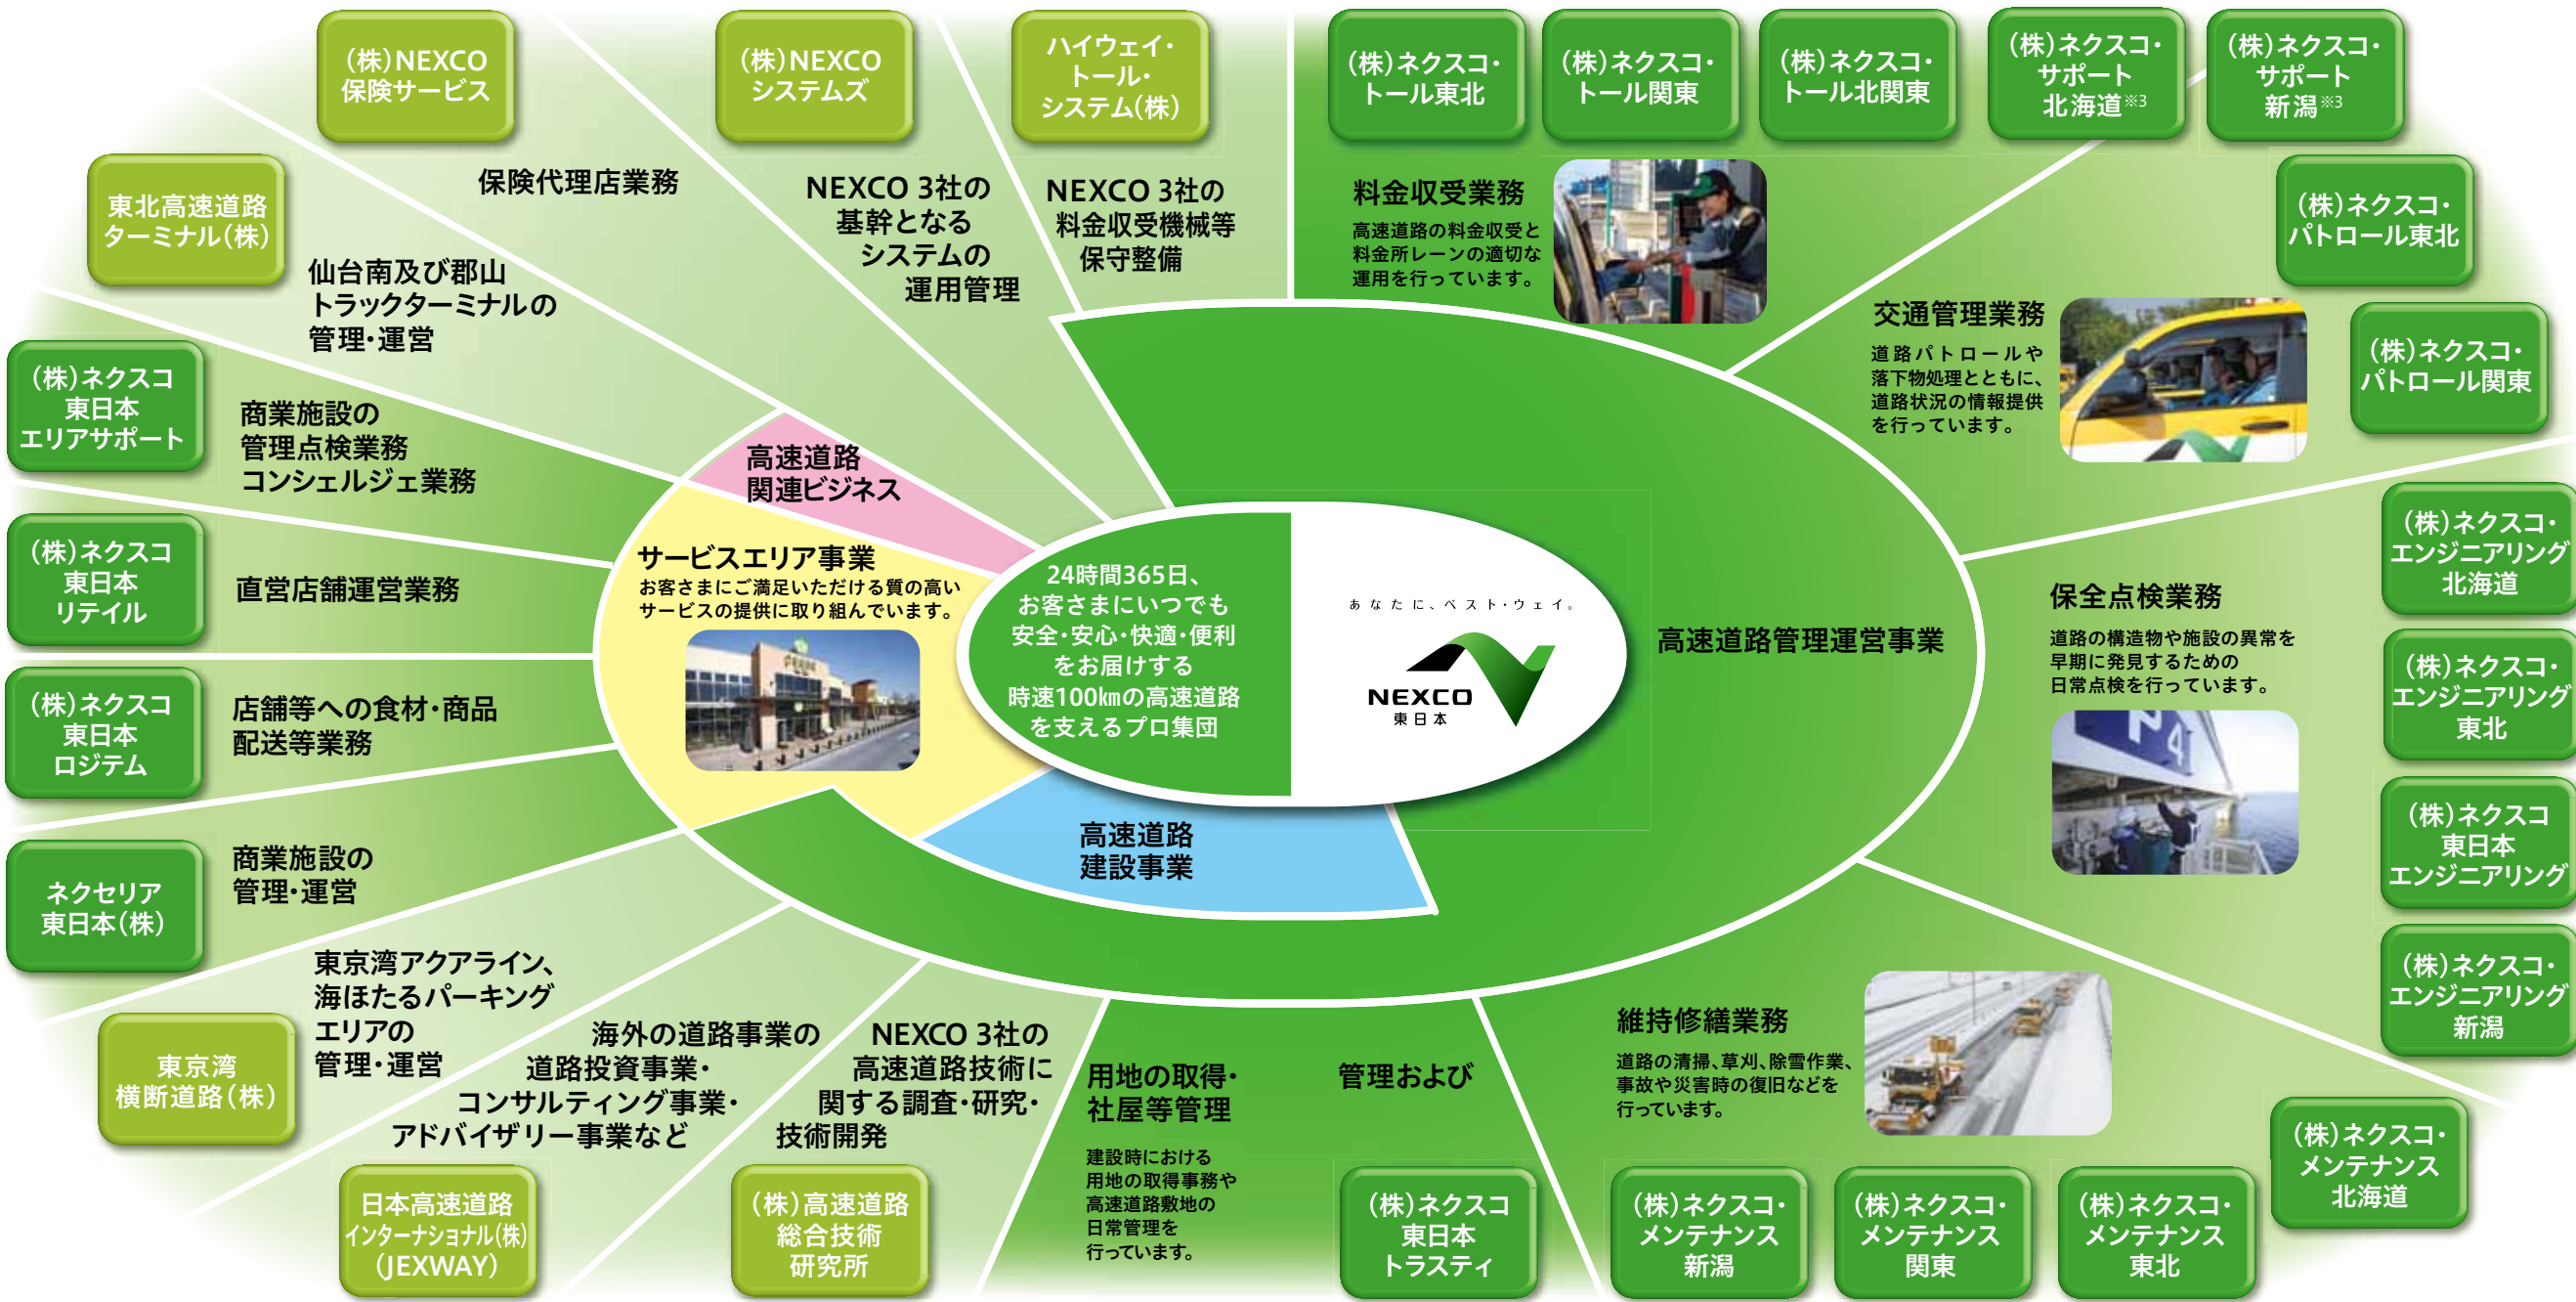 (株)NEXCO
保険サービス
(株)NEXCO
システムズ
ハイウェイ・
トール・
システム(株)
(株)ネクスコ・
トール東北
(株)ネクスコ・
トール関東
(株)ネクスコ・
トール北関東
(株)ネクスコ・
サポート
北海道※3
(株)ネクスコ・
サポート
新潟※3
東北高速道路
ターミナル(株)
保険代理店業務
NEXCO 3社の
基幹となる
システムの
運用管理
NEXCO 3社の
料金収受機械等
保守整備
料金収受業務
高速道路の料金収受と
料金所レーンの適切な
運用を行っています。
(株)ネクスコ・
パトロール東北
仙台南及び郡山
トラックターミナルの
管理・運営
交通管理業務
道路パトロールや
落下物処理とともに、
道路状況の情報提供
を行っています。
(株)ネクスコ・
パトロール関東
(株)ネクスコ
東日本
エリアサポート
商業施設の
管理点検業務
コンシェルジェ業務
高速道路
関連ビジネス
(株)ネクスコ
東日本
リテイル
直営店舗運営業務
サービスエリア事業
お客さまにご満足いただける質の高い
サービスの提供に取り組んでいます。
24時間365日、
お客さまにいつでも
安全・安心・快適・便利
をお届けする
時速100kmの高速道路
を支えるプロ集団
あなたに、ベスト・ウェイ。
NEXCO
東日本
高速道路管理運営事業
保全点検業務
道路の構造物や施設の異常を
早期に発見するための
日常点検を行っています。
P4
(株)ネクスコ・
エンジニアリング
北海道
(株)ネクスコ・
エンジニアリング
東北
(株)ネクスコ
東日本
エンジニアリング
(株)ネクスコ・
エンジニアリング
新潟
(株)ネクスコ
東日本
ロジテム
店舗等への食材・商品
配送等業務
高速道路
建設事業
ネクセリア
東日本(株)
商業施設の
管理・運営
東京湾
横断道路(株)
東京湾アクアライン、
海ほたるパーキング
エリアの
管理・運営
海外の道路事業の
道路投資事業・
コンサルティング事業・
アドバイザリー事業など
NEXCO 3社の
高速道路技術に
関する調査・研究・
技術開発
用地の取得・
社屋等管理
管理および
建設時における
用地の取得事務や
高速道路敷地の
日常管理を
行っています。
維持修繕業務
道路の清掃、草刈、除雪作業、
事故や災害時の復旧などを
行っています。
日本高速道路
インターナショナル(株)
(JEXWAY)
(株)高速道路
総合技術
研究所
(株)ネクスコ
東日本
トラスティ
(株)ネクスコ・
メンテナンス
新潟
(株)ネクスコ・
メンテナンス
関東
(株)ネクスコ・
メンテナンス
東北
(株)ネクスコ・
メンテナンス
北海道